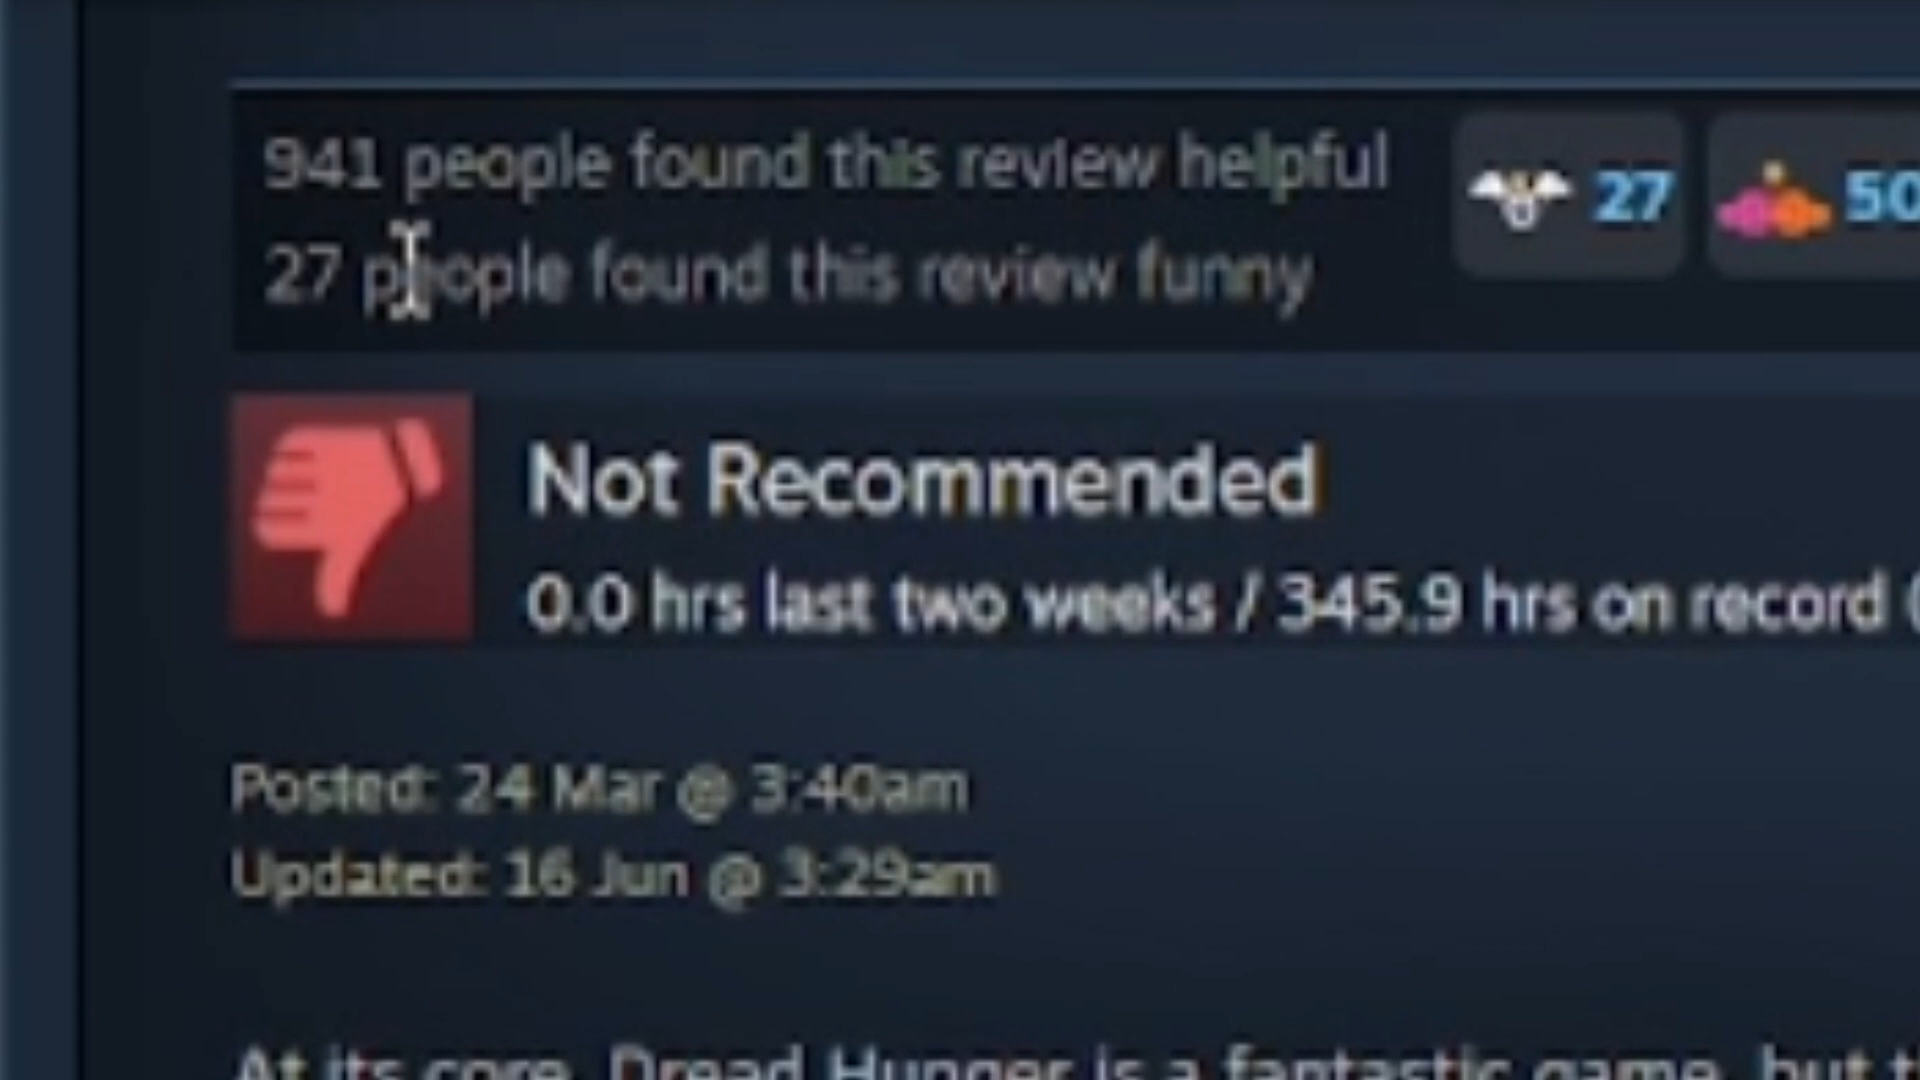 941 people found this review helpful
27 50
27 people found this review funny
Not Recommended
0.0 hrs last two weeks / 345.9 hrs on record (
Posted: 24 Mar @ 3:40am
Updated: 16 Jun @ 3:29am
At its core, Dread Hunger is a fantastic game, but